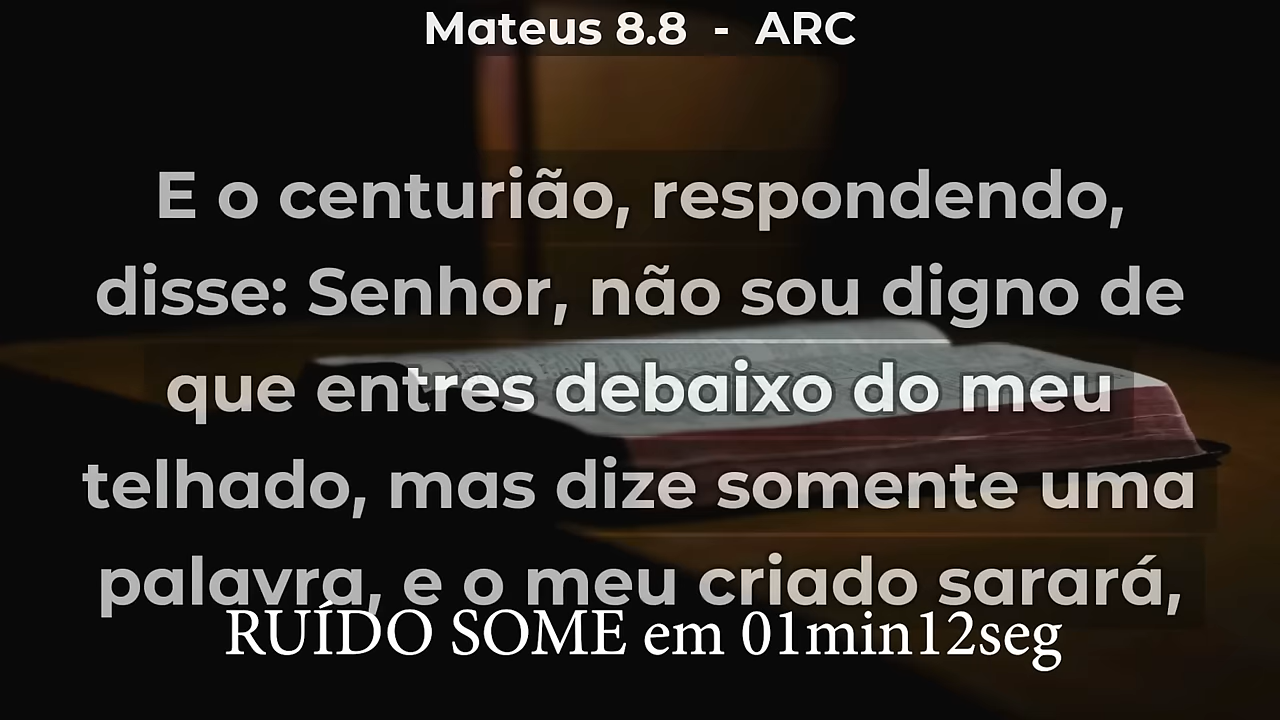 Mateus 8.8 - ARC
E o centurião, respondendo,
disse: Senhor, não sou digno de
que entres debaixo do meu
telhado, mas dize somente uma
palavra, e o meu criado sarará,
RUÍDO SOME em 01min12seg